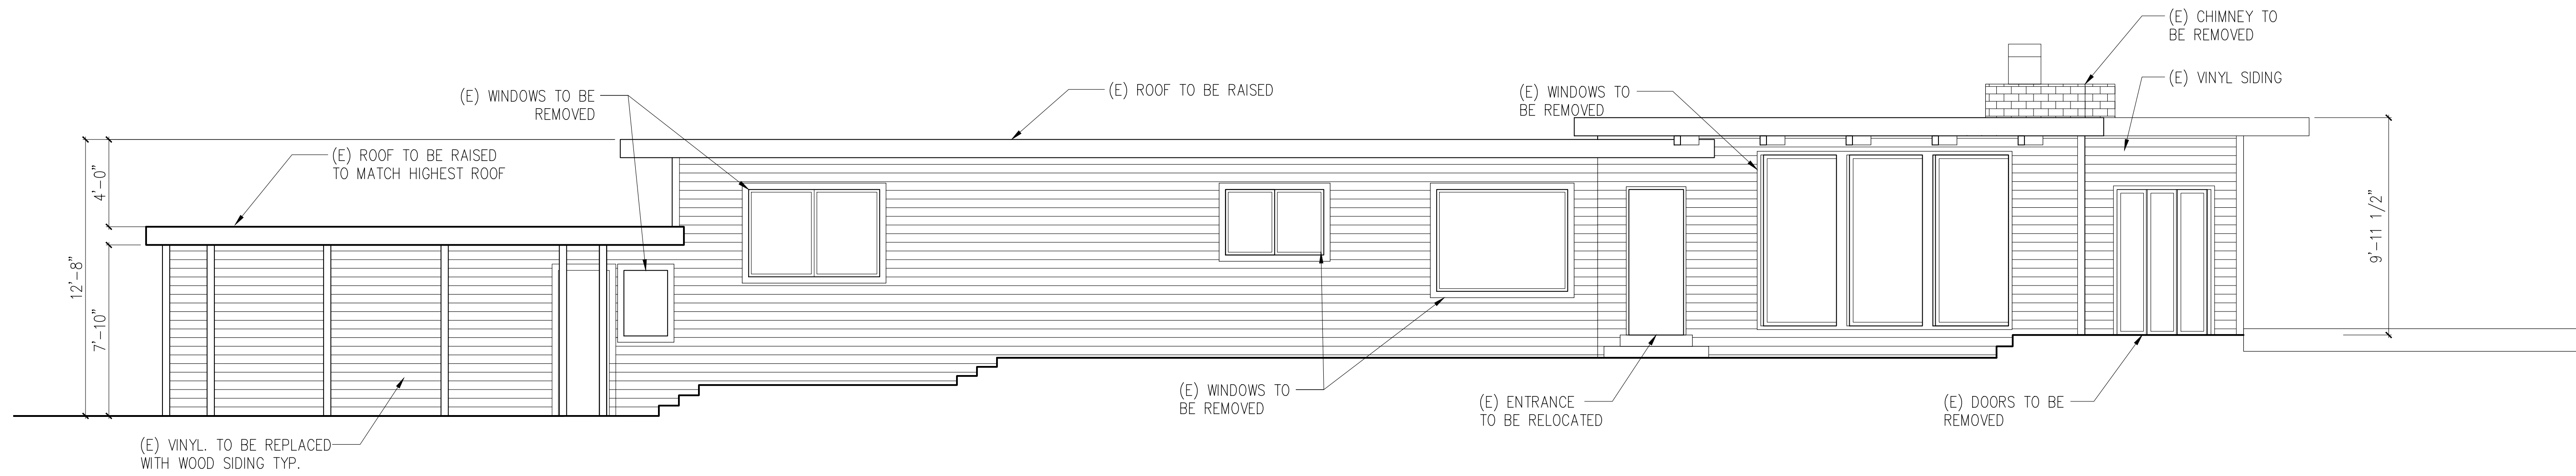 (E) CHIMNEY TO
BE REMOVED
(E) VINYL SIDING
(E) WINDOWS TO BE
REMOVED
(E) ROOF TO BE RAISED
(E) WINDOWS TO
BE REMOVED
(E) ROOF TO BE RAISED
TO MATCH HIGHEST ROOF
4'-0"
12'-8"
7'-10"
9'-11 1/2"
(E) WINDOWS TO
BE REMOVED
(E) ENTRANCE
TO BE RELOCATED
(E) DOORS TO BE
REMOVED
(E) VINYL. TO BE REPLACED
WITH WOOD SIDING TYP.